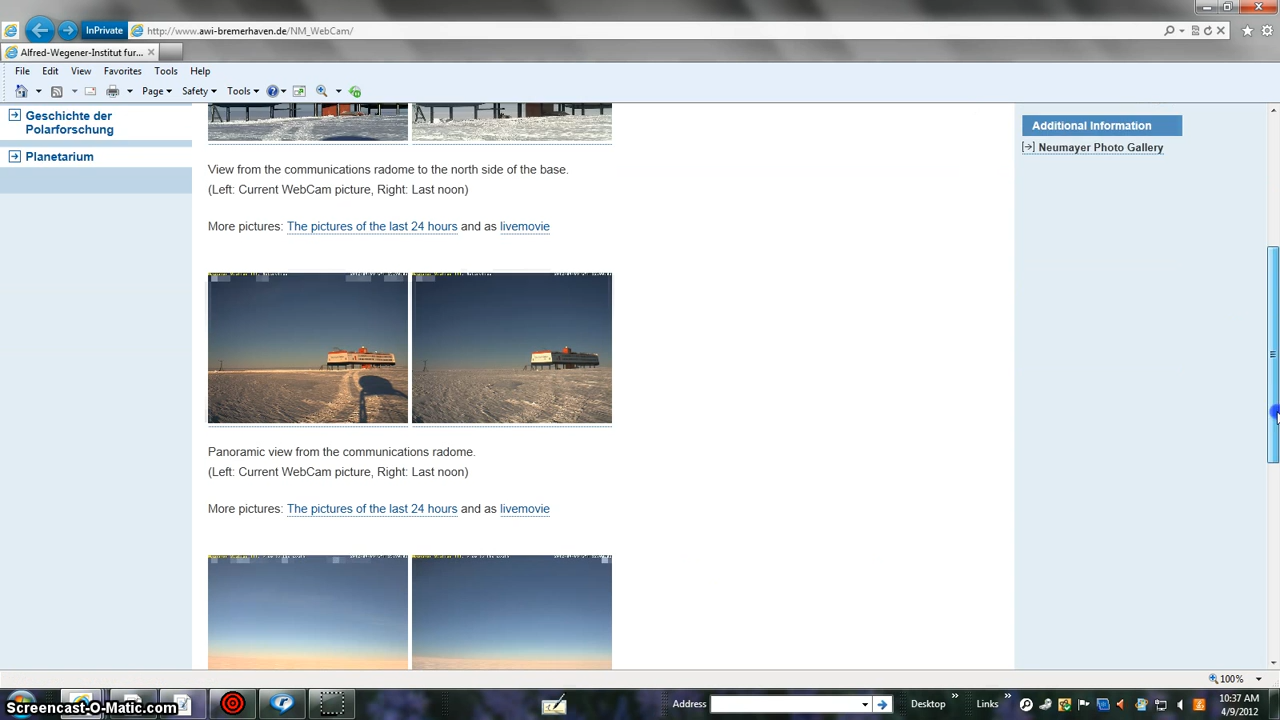 InPrivate
http://www.awi-bremerhaven.de/NM_WebCam/
Alfred-Wegener-Institut fur...
File Edit View Favorites Tools Help
Page Safety Tools
Geschichte der
Polarforschung
Planetarium
Additional Information
Neumayer Photo Gallery
View from the communications radome to the north side of the base.
(Left: Current WebCam picture, Right: Last noon)
More pictures: The pictures of the last 24 hours and as livemovie
Panoramic view from the communications radome.
(Left: Current WebCam picture, Right: Last noon)
More pictures: The pictures of the last 24 hours and as livemovie
100%
Screencast-O-Matic.com
Address
Desktop
Links
10:37 AM
4/9/2012